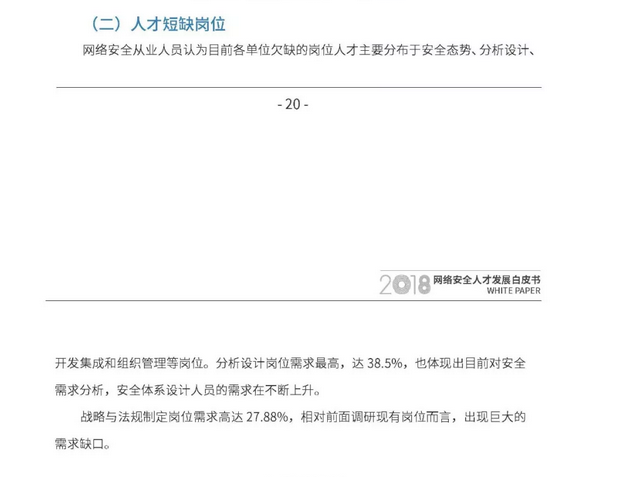 （二）人才短缺岗位
网络安全从业人员认为目前各单位欠缺的岗位人才主要分布于安全态势、分析设计、
- 20 -
2018 网络安全人才发展白皮书
WHITE PAPER
开发集成和组织管理等岗位。分析设计岗位需求最高，达 38.5%，也体现出目前对安全
需求分析，安全体系设计人员的需求在不断上升。
战略与法规制定岗位需求高达 27.88%，相对前面调研现有岗位而言，出现巨大的
需求缺口。